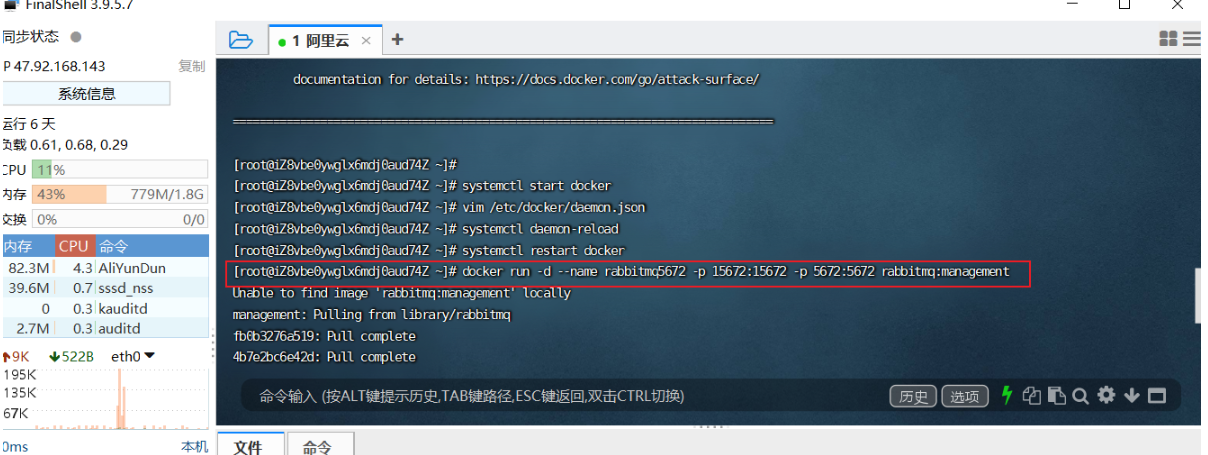 FinalShell 3.9.5.7
同步状态
P 47.92.168.143 复制
系统信息
运行 6 天
负载 0.61, 0.68, 0.29
CPU 11%
内存 43% 779M/1.8G
交换 0% 0/0
内存 CPU 命令
82.3M 4.3 AliYunDun
39.6M 0.7 sssd_nss
0 0.3 kauditd
2.7M 0.3 auditd
9K 522B eth0
195K
135K
67K
0ms 本机
1 阿里云
documentation for details: https://docs.docker.com/go/attack-surface/
================================================================================
[root@iZ8vbe0ywglx6mdj0aud74Z ~]#
[root@iZ8vbe0ywglx6mdj0aud74Z ~]# systemctl start docker
[root@iZ8vbe0ywglx6mdj0aud74Z ~]# vim /etc/docker/daemon.json
[root@iZ8vbe0ywglx6mdj0aud74Z ~]# systemctl daemon-reload
[root@iZ8vbe0ywglx6mdj0aud74Z ~]# systemctl restart docker
[root@iZ8vbe0ywglx6mdj0aud74Z ~]# docker run -d --name rabbitmq5672 -p 15672:15672 -p 5672:5672 rabbitmq:management
Unable to find image 'rabbitmq:management' locally
management: Pulling from library/rabbitmq
fb0b3276a519: Pull complete
4b7e2bc6e42d: Pull complete
命令输入 (按ALT键提示历史,TAB键路径,ESC键返回,双击CTRL切换) 历史 选项
文件 命令